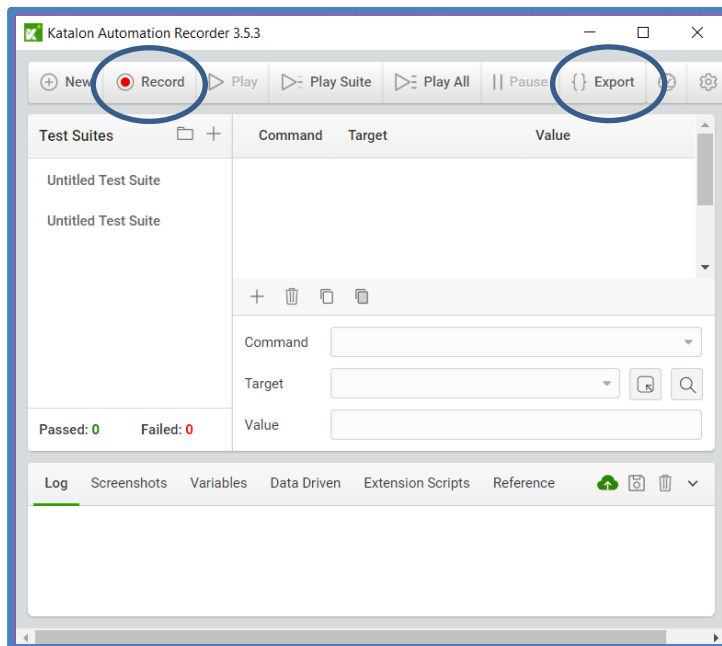 Katalon Automation Recorder 3.5.3
New Record Play Play Suite Play All Pause {} Export
Test Suites Command Target Value
Untitled Test Suite
Untitled Test Suite
Command
Target
Value
Passed: 0 Failed: 0
Log Screenshots Variables Data Driven Extension Scripts Reference